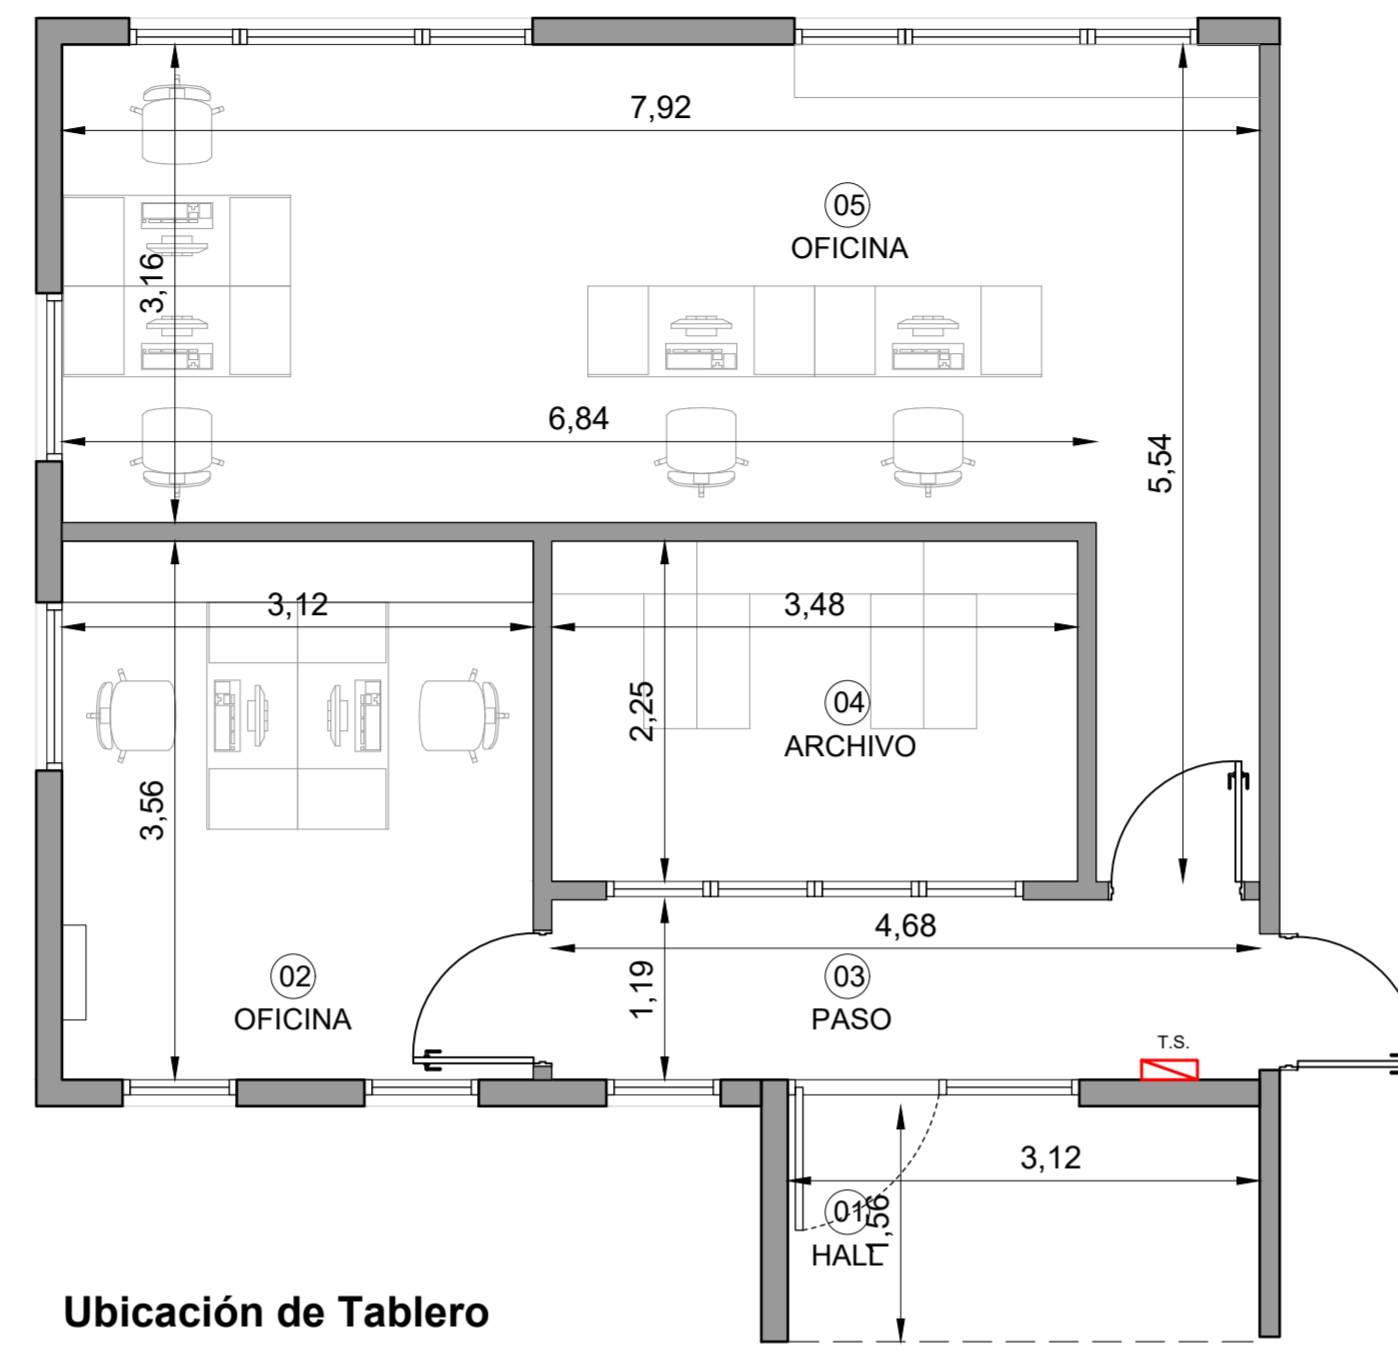 7,92
05
OFICINA
3,16
6,84
5,54
3,12
3,48
2,25
04
ARCHIVO
3,56
4,68
1,19
02
OFICINA
03
PASO
T.S.
3,12
01
1,56
HALL
Ubicación de Tablero